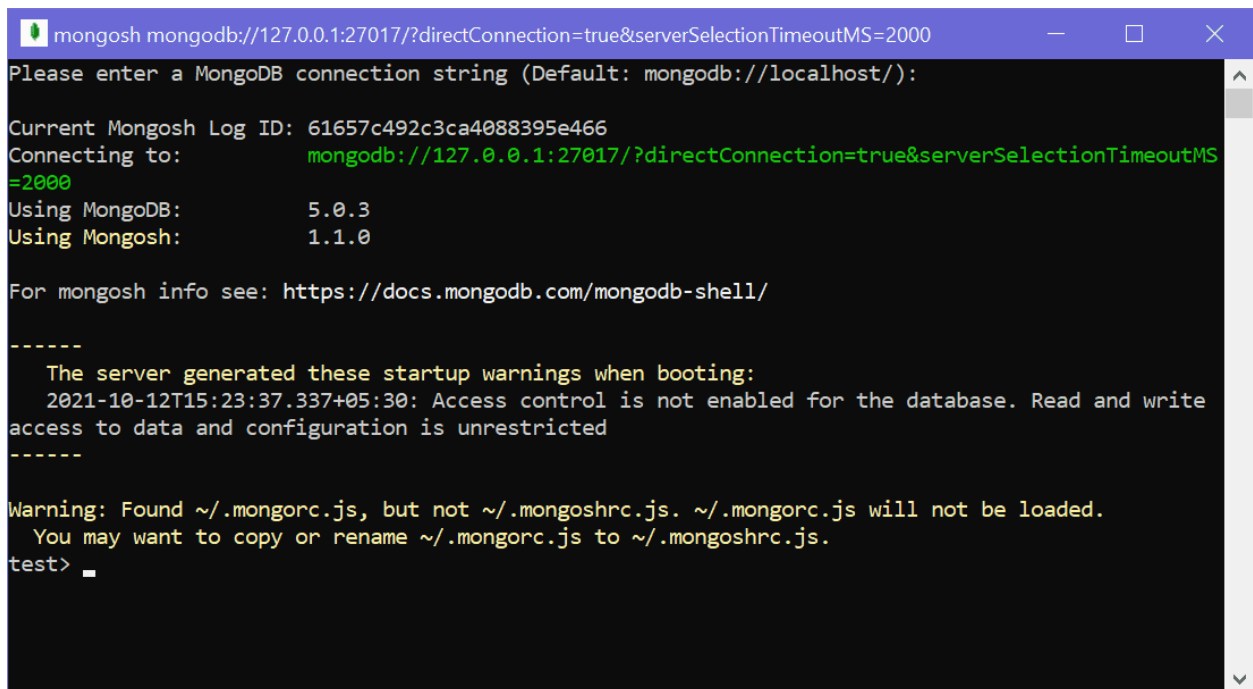 mongosh mongodb://127.0.0.1:27017/?directConnection=true&serverSelectionTimeoutMS=2000
Please enter a MongoDB connection string (Default: mongodb://localhost/):
Current Mongosh Log ID: 61657c492c3ca4088395e466
Connecting to: mongodb://127.0.0.1:27017/?directConnection=true&serverSelectionTimeoutMS
=2000
Using MongoDB: 5.0.3
Using Mongosh: 1.1.0
For mongosh info see: https://docs.mongodb.com/mongodb-shell/
------
The server generated these startup warnings when booting:
2021-10-12T15:23:37.337+05:30: Access control is not enabled for the database. Read and write
access to data and configuration is unrestricted
------
Warning: Found ~/.mongorc.js, but not ~/.mongoshrc.js. ~/.mongorc.js will not be loaded.
You may want to copy or rename ~/.mongorc.js to ~/.mongoshrc.js.
test>